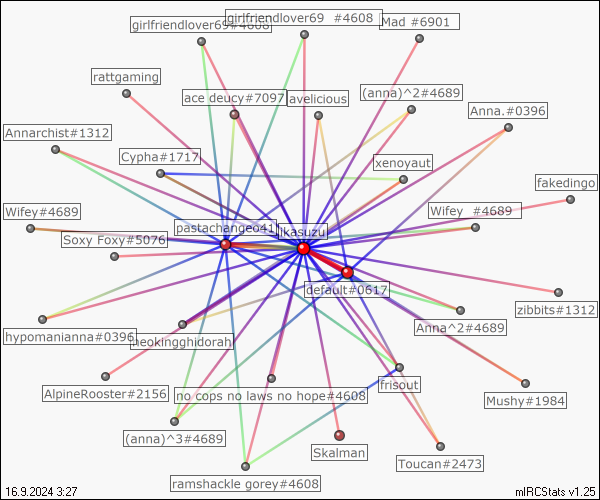 girlfriendlover69#4608
girlfriendlover69 #4608
Mad #6901
rattgaming
ace deucy#7097
avelicious
(anna)^2#4689
Anna.#0396
Annarchist#1312
Cypha#1717
xenoyaut
fakedingo
Wifey#4689
pastachangeo41
Wifey #4689
Soxy Foxy#5076
default#0617
zibbits#1312
hypomanianna#0396
Anna^2#4689
AlpineRooster#2156
no cops no laws no hope#4608
frisout
Mushy#1984
(anna)^3#4689
Skalman
Toucan#2473
ramshackle gorey#4608
16.9.2024 3:27
mIRCStats v1.25